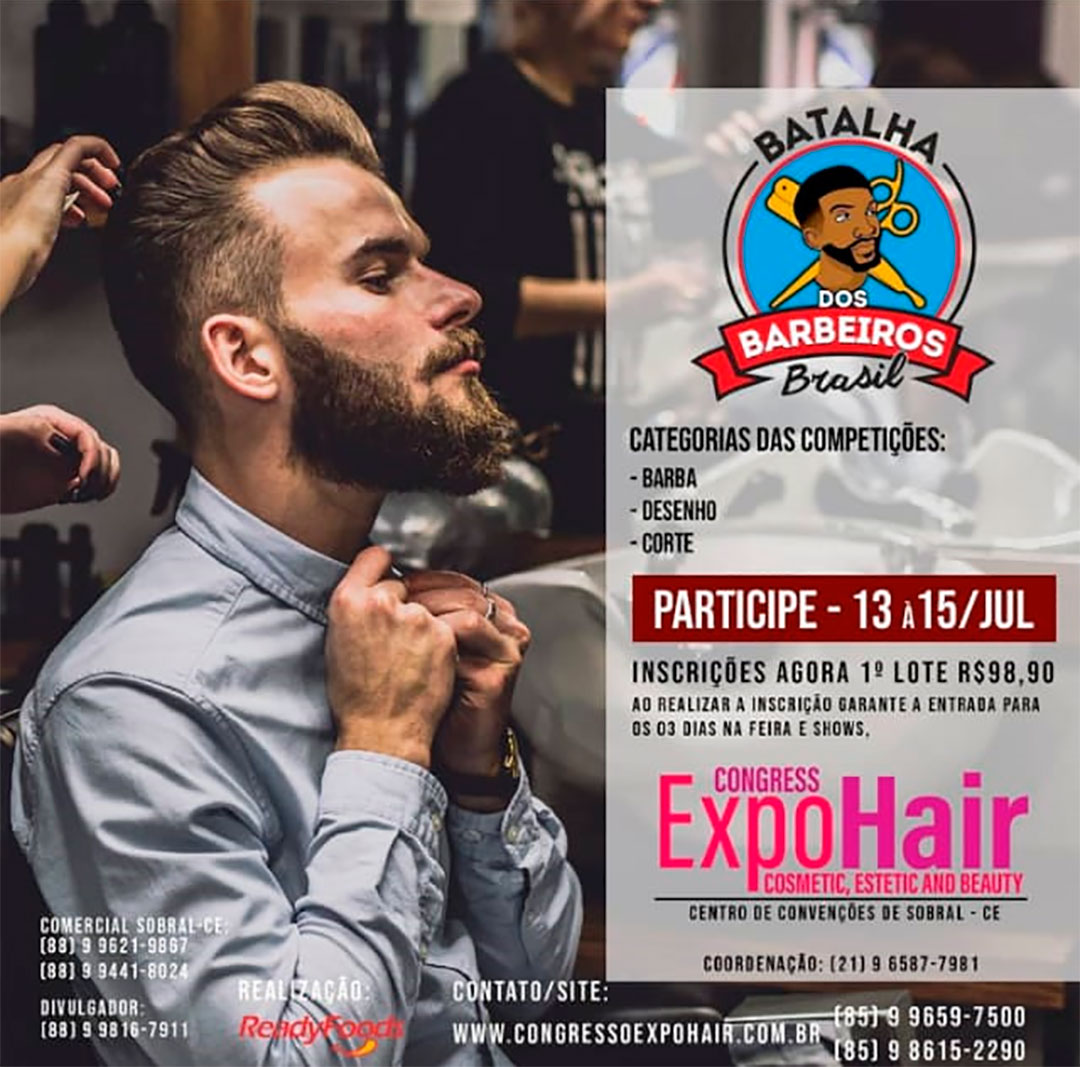 BATALHA
DOS
BARBEIROS
Brasil
CATEGORIAS DAS COMPETIÇÕES:
- BARBA
- DESENHO
- CORTE
PARTICIPE - 13 À 15/JUL
INSCRIÇÕES AGORA 1º LOTE R$98,90
AO REALIZAR A INSCRIÇÃO GARANTE A ENTRADA PARA
OS 03 DIAS NA FEIRA E SHOWS,
CONGRESS
ExpoHair
COSMETIC, ESTETIC AND BEAUTY
CENTRO DE CONVENÇÕES DE SOBRAL - CE
COORDENAÇÃO: (21) 9 6587-7981
COMERCIAL SOBRAL-CE:
(88) 9 9621-9867
(88) 9 9441-8024
DIVULGADOR:
(88) 9 9816-7911
REALIZAÇÃO:
ReadyFoods
CONTATO/SITE:
WWW.CONGRESSOEXPOHAIR.COM.BR
(85) 9 9659-7500
(85) 9 8615-2290